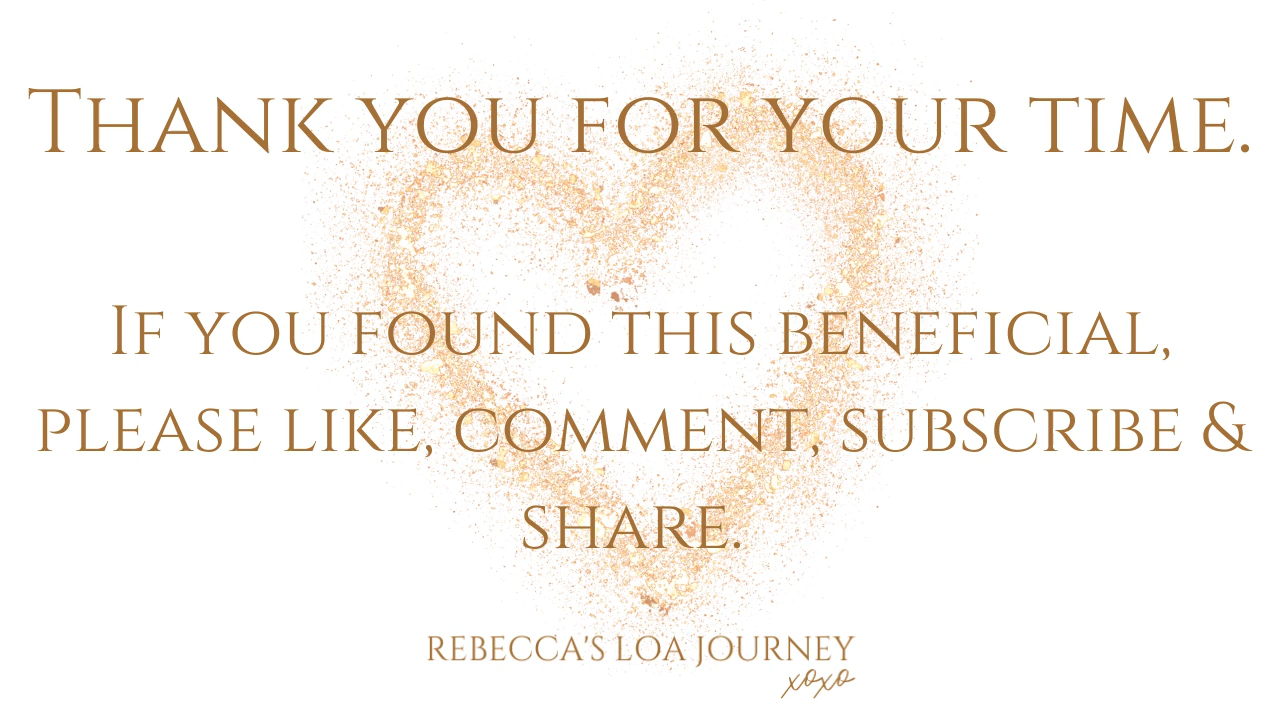 Thank you for your time.
If you found this beneficial,
please like, comment, subscribe &
share.
REBECCA'S LOA JOURNEY
xoxo